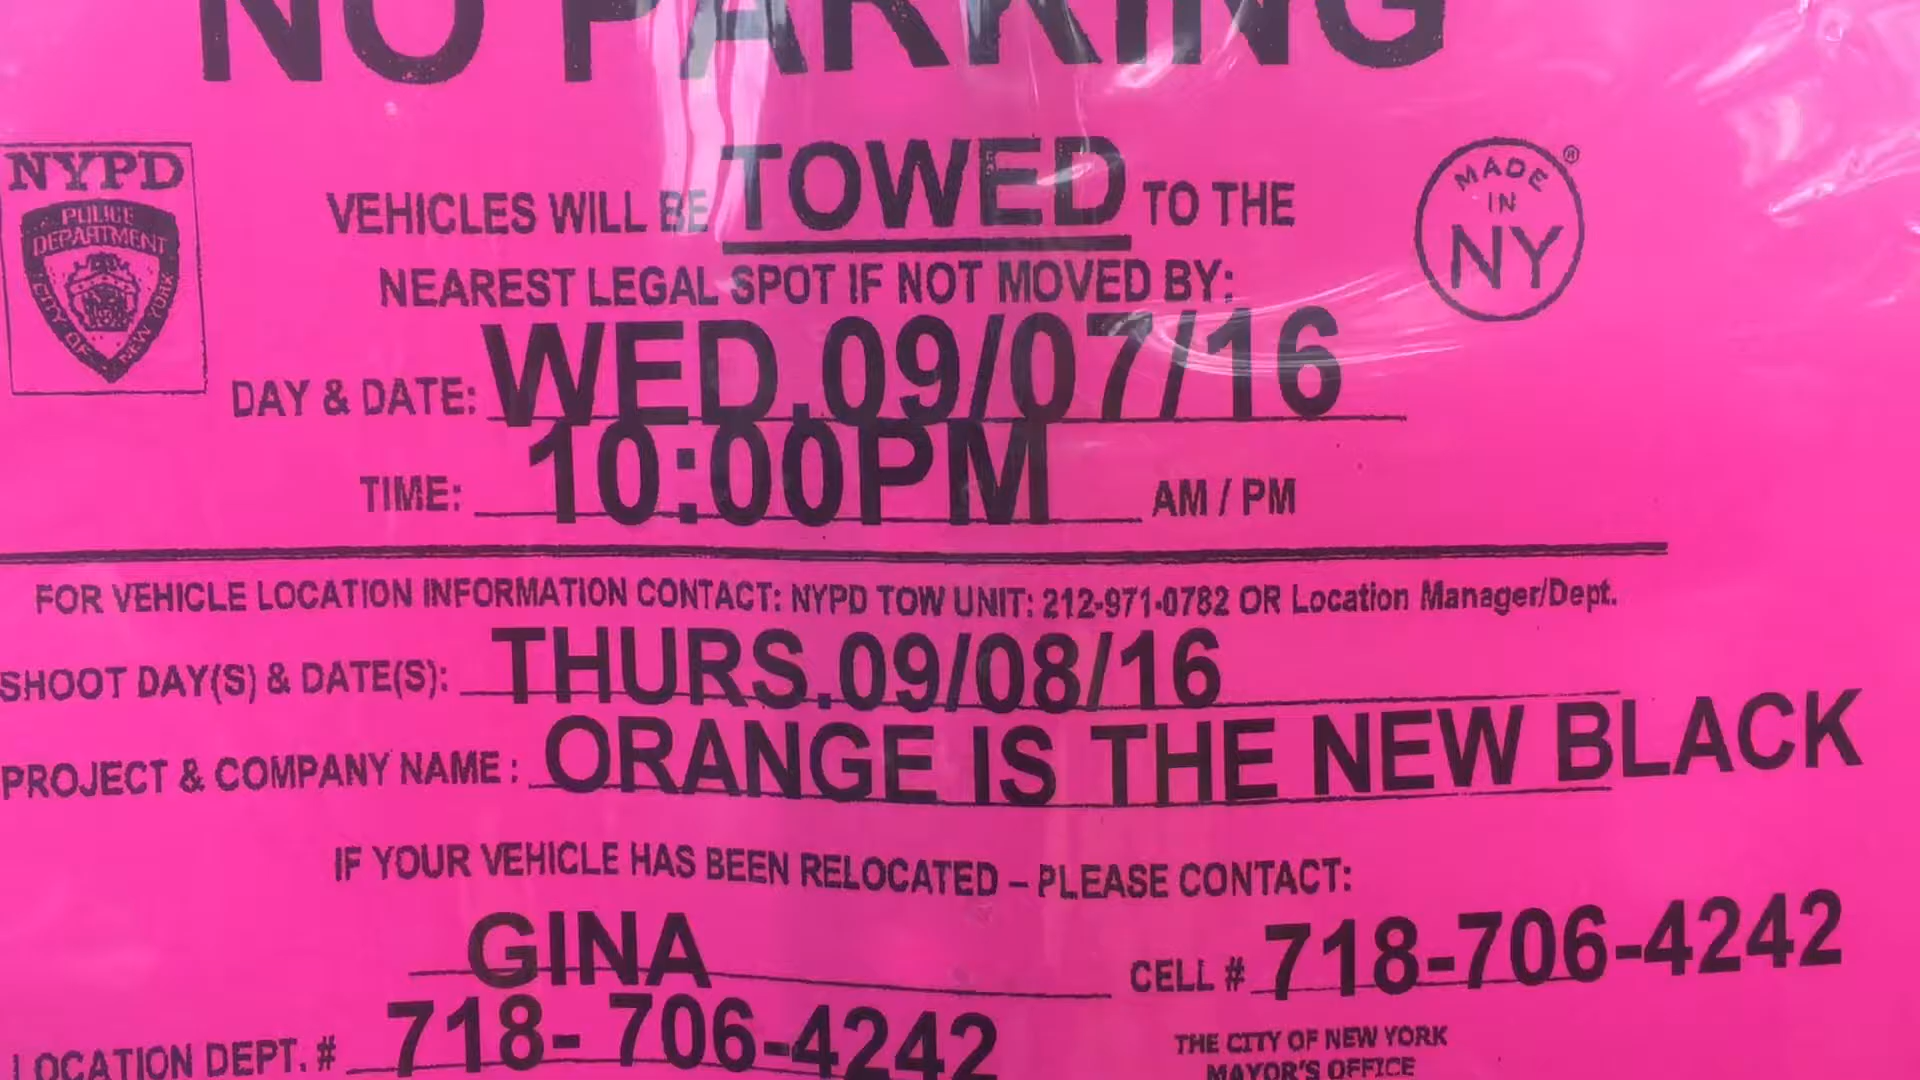 NO PARKING
NYPD
POLICE
DEPARTMENT
CITY OF NEW YORK
VEHICLES WILL BE TOWED TO THE
MADE
IN
NY
®
NEAREST LEGAL SPOT IF NOT MOVED BY:
DAY & DATE: WED.09/07/16
TIME: 10:00PM AM / PM
FOR VEHICLE LOCATION INFORMATION CONTACT: NYPD TOW UNIT: 212-971-0782 OR Location Manager/Dept.
SHOOT DAY(S) & DATE(S): THURS.09/08/16
PROJECT & COMPANY NAME: ORANGE IS THE NEW BLACK
IF YOUR VEHICLE HAS BEEN RELOCATED – PLEASE CONTACT:
GINA CELL # 718-706-4242
LOCATION DEPT. # 718- 706-4242
THE CITY OF NEW YORK
MAYOR'S OFFICE